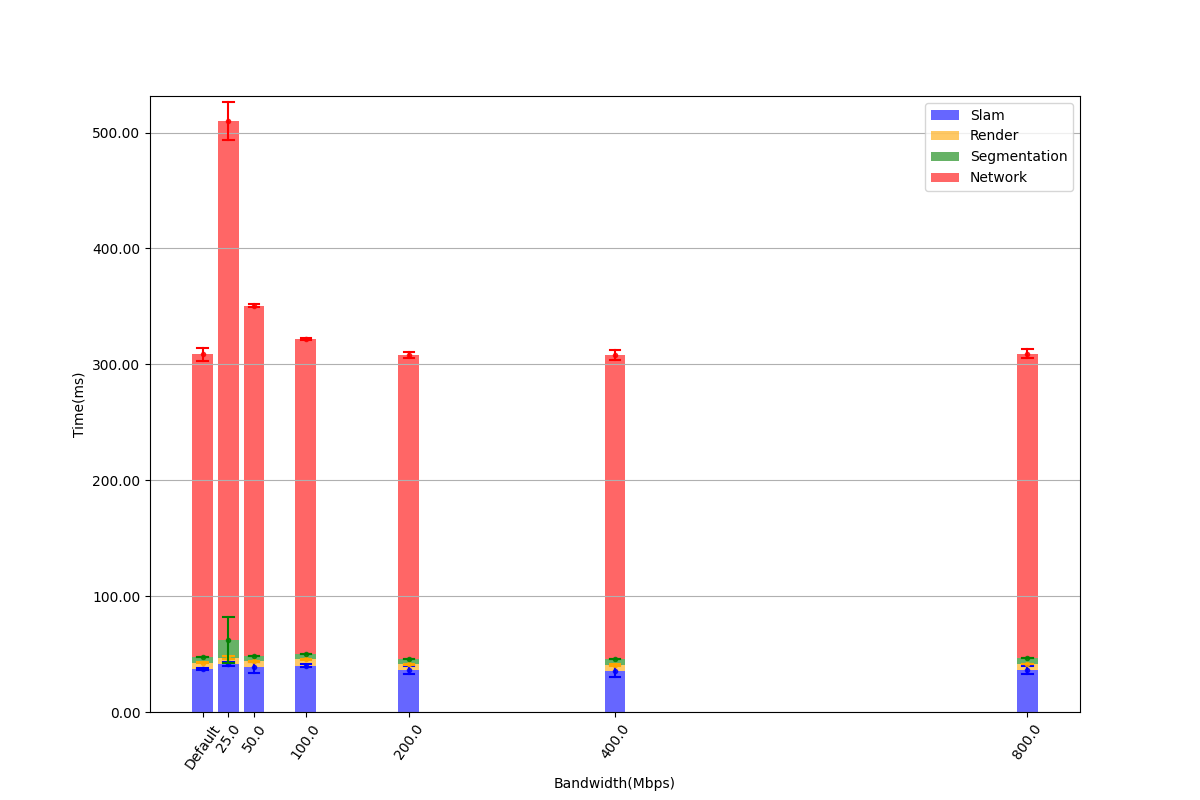 Slam
Render
Segmentation
Network
500.00
400.00
300.00
200.00
100.00
0.00
Time(ms)
Default
25.0
50.0
100.0
200.0
400.0
800.0
Bandwidth(Mbps)